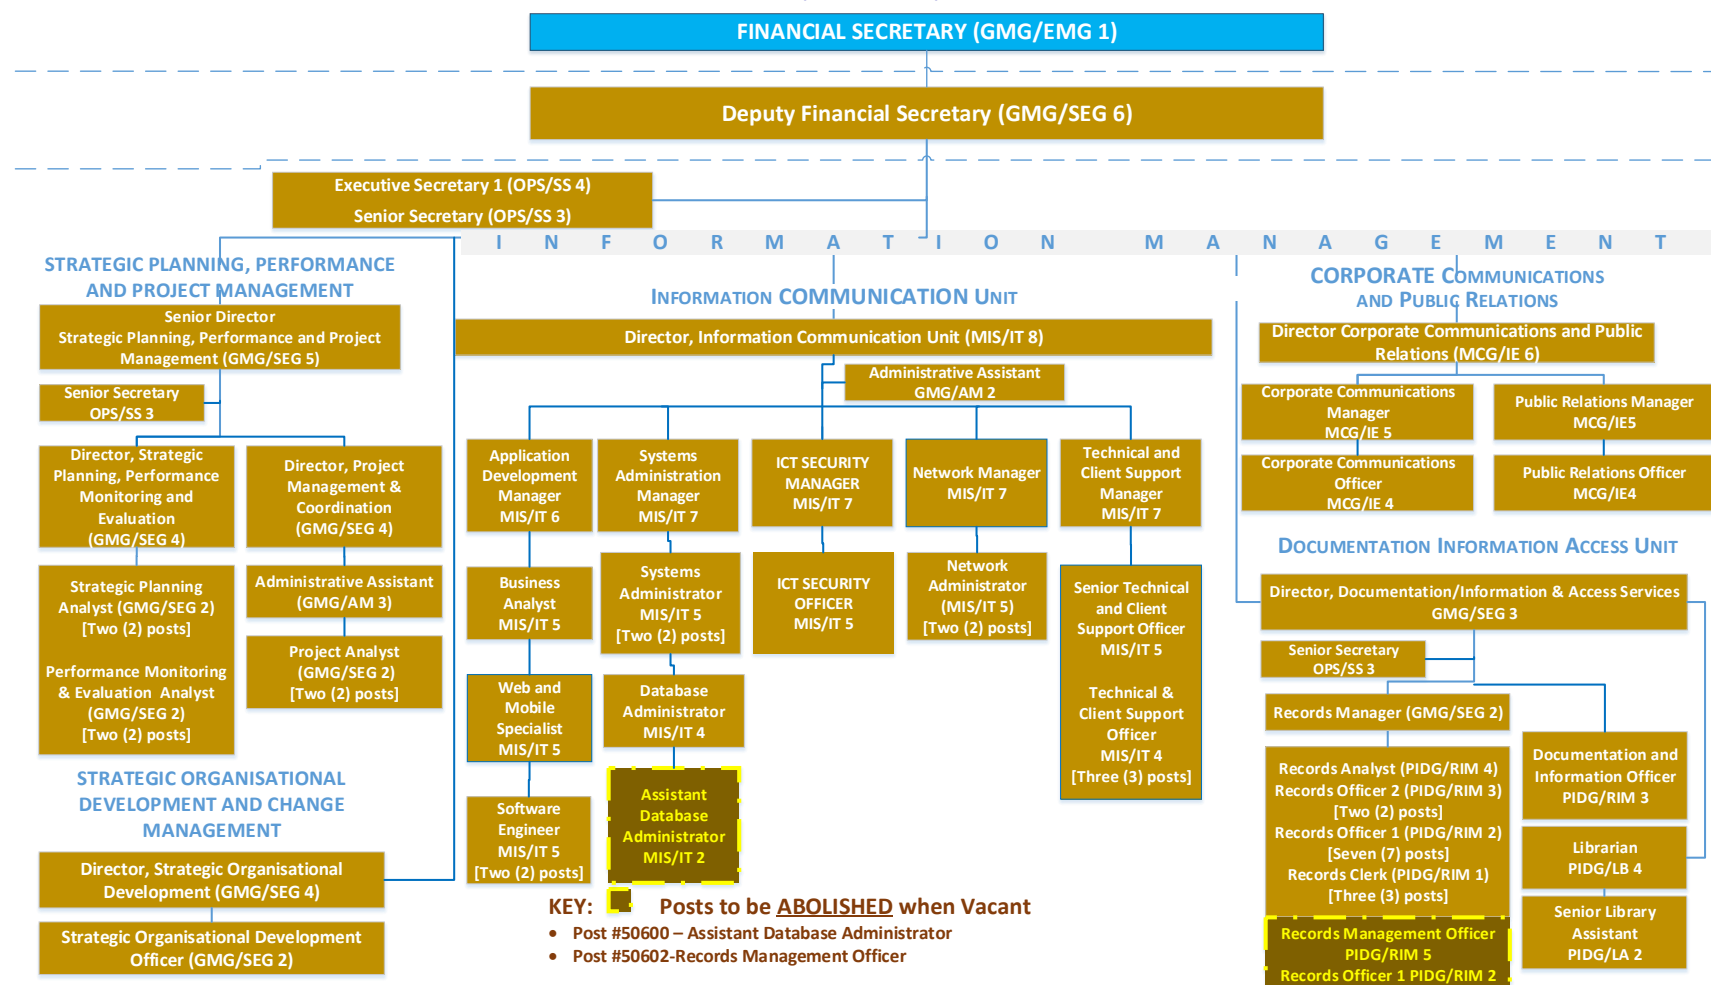 FINANCIAL SECRETARY (GMG/EMG 1)
Deputy Financial Secretary (GMG/SEG 6)
Executive Secretary 1 (OPS/SS 4)
Senior Secretary (OPS/SS 3)
I N F O R M A T I O N M A N A G E M E N T
STRATEGIC PLANNING, PERFORMANCE
AND PROJECT MANAGEMENT
Senior Director
Strategic Planning, Performance and Project
Management (GMG/SEG 5)
Senior Secretary
OPS/SS 3
Director, Strategic
Planning, Performance
Monitoring and
Evaluation
(GMG/SEG 4)
Strategic Planning
Analyst (GMG/SEG 2)
[Two (2) posts]
Performance Monitoring
& Evaluation Analyst
(GMG/SEG 2)
[Two (2) posts]
Director, Project
Management &
Coordination
(GMG/SEG 4)
Administrative Assistant
(GMG/AM 3)
Project Analyst
(GMG/SEG 2)
[Two (2) posts]
STRATEGIC ORGANISATIONAL
DEVELOPMENT AND CHANGE
MANAGEMENT
Director, Strategic Organisational
Development (GMG/SEG 4)
Strategic Organisational Development
Officer (GMG/SEG 2)
INFORMATION COMMUNICATION UNIT
Director, Information Communication Unit (MIS/IT 8)
Administrative Assistant
GMG/AM 2
Application
Development
Manager
MIS/IT 6
Business
Analyst
MIS/IT 5
Web and
Mobile
Specialist
MIS/IT 5
Software
Engineer
MIS/IT 5
[Two (2) posts]
Systems
Administration
Manager
MIS/IT 7
Systems
Administrator
MIS/IT 5
[Two (2) posts]
Database
Administrator
MIS/IT 4
Assistant
Database
Administrator
MIS/IT 2
ICT SECURITY
MANAGER
MIS/IT 7
ICT SECURITY
OFFICER
MIS/IT 5
Network Manager
MIS/IT 7
Network
Administrator
(MIS/IT 5)
[Two (2) posts]
Technical and
Client Support
Manager
MIS/IT 7
Senior Technical
and Client
Support Officer
MIS/IT 5
Technical &
Client Support
Officer
MIS/IT 4
[Three (3) posts]
CORPORATE COMMUNICATIONS
AND PUBLIC RELATIONS
Director Corporate Communications and Public
Relations (MCG/IE 6)
Corporate Communications
Manager
MCG/IE 5
Corporate Communications
Officer
MCG/IE 4
Public Relations Manager
MCG/IE5
Public Relations Officer
MCG/IE4
DOCUMENTATION INFORMATION ACCESS UNIT
Director, Documentation/Information & Access Services
GMG/SEG 3
Senior Secretary
OPS/SS 3
Records Manager (GMG/SEG 2)
Records Analyst (PIDG/RIM 4)
Records Officer 2 (PIDG/RIM 3)
[Two (2) posts]
Records Officer 1 (PIDG/RIM 2)
[Seven (7) posts]
Records Clerk (PIDG/RIM 1)
[Three (3) posts]
Records Management Officer
PIDG/RIM 5
Records Officer 1 PIDG/RIM 2
Documentation and
Information Officer
PIDG/RIM 3
Librarian
PIDG/LB 4
Senior Library
Assistant
PIDG/LA 2
KEY: Posts to be ABOLISHED when Vacant
• Post #50600 – Assistant Database Administrator
• Post #50602-Records Management Officer